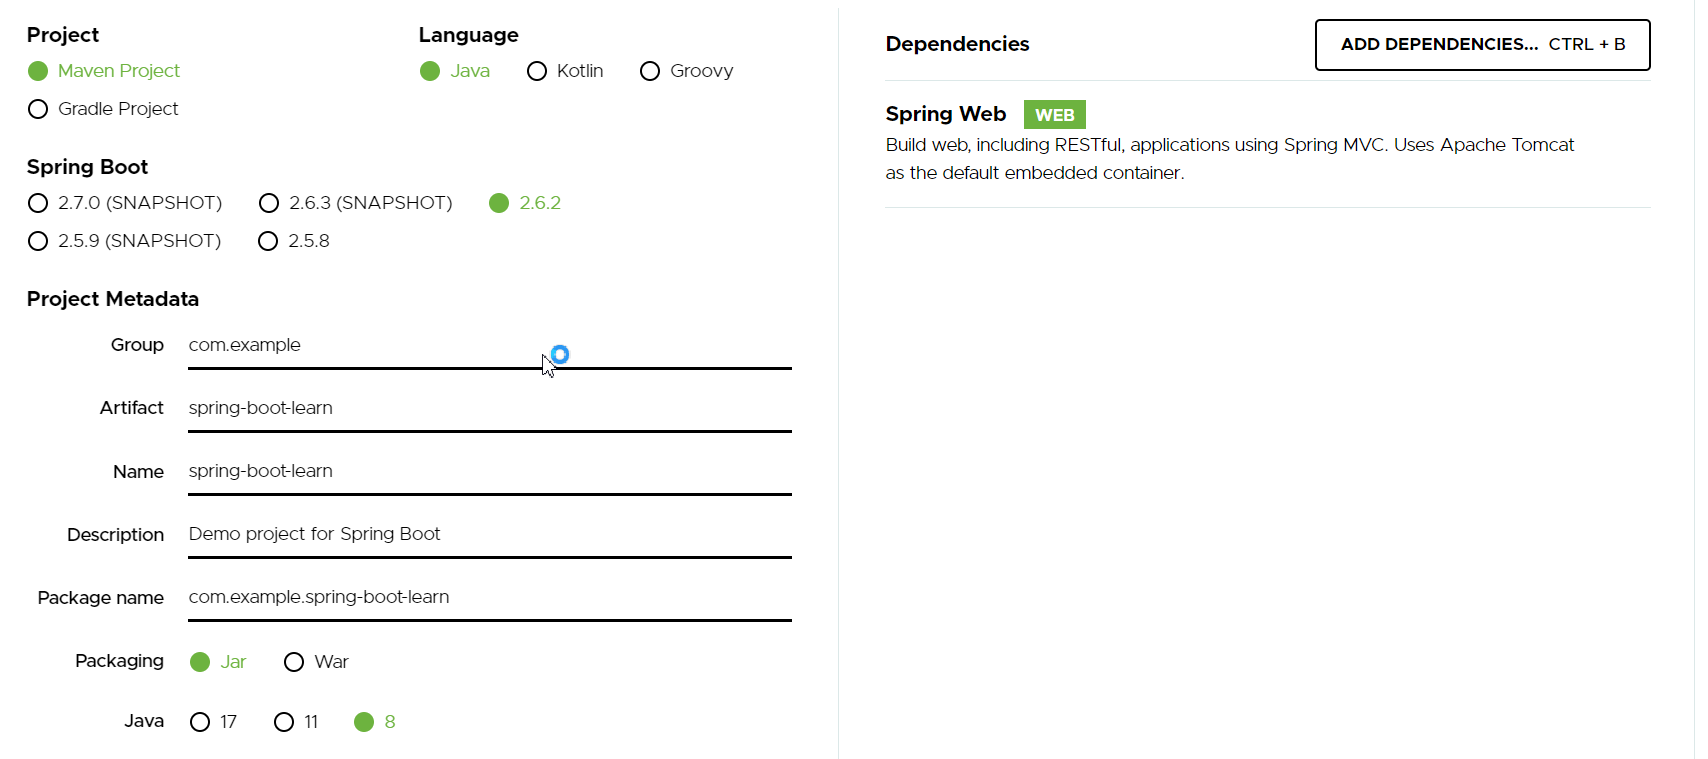 Project
Maven Project
Gradle Project
Language
Java Kotlin Groovy
Spring Boot
2.7.0 (SNAPSHOT) 2.6.3 (SNAPSHOT) 2.6.2
2.5.9 (SNAPSHOT) 2.5.8
Project Metadata
Group com.example
Artifact spring-boot-learn
Name spring-boot-learn
Description Demo project for Spring Boot
Package name com.example.spring-boot-learn
Packaging Jar War
Java 17 11 8
Dependencies ADD DEPENDENCIES... CTRL + B
Spring Web WEB
Build web, including RESTful, applications using Spring MVC. Uses Apache Tomcat
as the default embedded container.